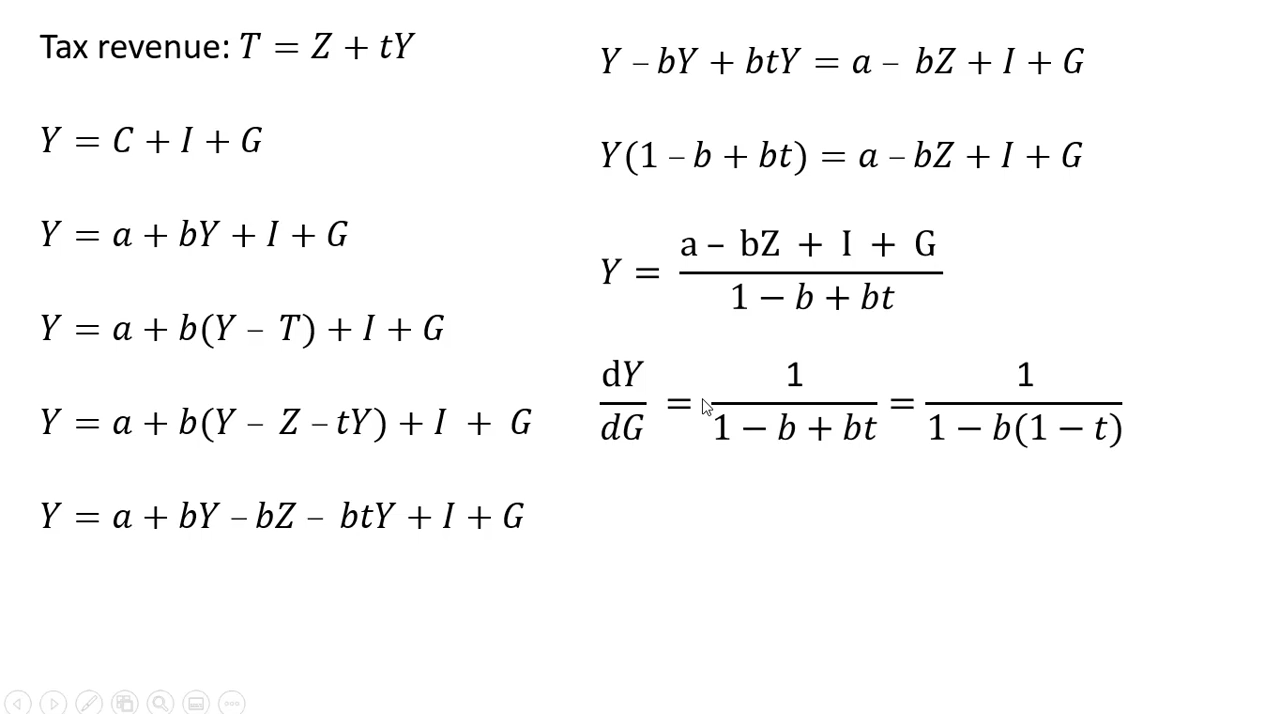 Tax revenue: T = Z + tY
Y = C + I + G
Y = a + bY + I + G
Y = a + b(Y – T) + I + G
Y = a + b(Y – Z – tY) + I + G
Y = a + bY – bZ – btY + I + G
Y – bY + btY = a – bZ + I + G
Y(1 – b + bt) = a – bZ + I + G
Y = (a – bZ + I + G)/(1 − b + bt)
dY/dG = 1/(1 − b + bt) = 1/(1 − b(1 − t))